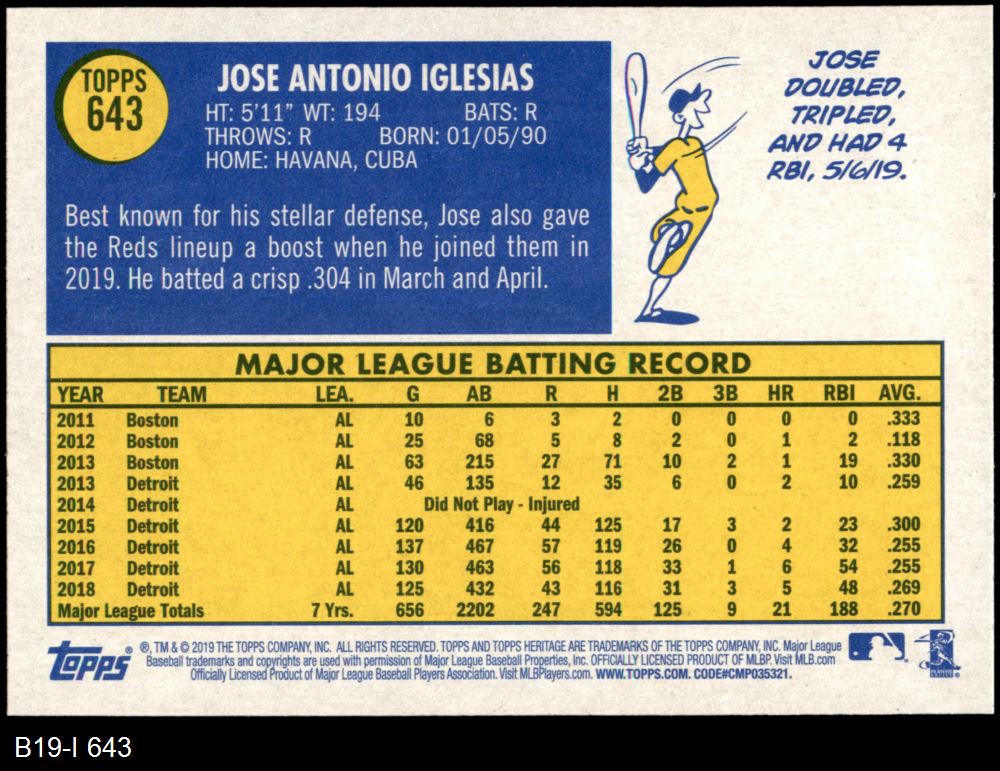 TOPPS
643
JOSE ANTONIO IGLESIAS
HT: 5'11" WT: 194 BATS: R
THROWS: R BORN: 01/05/90
HOME: HAVANA, CUBA
Best known for his stellar defense, Jose also gave
the Reds lineup a boost when he joined them in
2019. He batted a crisp .304 in March and April.
JOSE
DOUBLED,
TRIPLED,
AND HAD 4
RBI, 5/6/19.
MAJOR LEAGUE BATTING RECORD
YEAR TEAM LEA. G AB R H 2B 3B HR RBI AVG.
2011 Boston AL 10 6 3 2 0 0 0 0 .333
2012 Boston AL 25 68 5 8 2 0 1 2 .118
2013 Boston AL 63 215 27 71 10 2 1 19 .330
2013 Detroit AL 46 135 12 35 6 0 2 10 .259
2014 Detroit AL Did Not Play - Injured
2015 Detroit AL 120 416 44 125 17 3 2 23 .300
2016 Detroit AL 137 467 57 119 26 0 4 32 .255
2017 Detroit AL 130 463 56 118 33 1 6 54 .255
2018 Detroit AL 125 432 43 116 31 3 5 48 .269
Major League Totals 7 Yrs. 656 2202 247 594 125 9 21 188 .270
Topps®
®, TM & © 2019 THE TOPPS COMPANY, INC. ALL RIGHTS RESERVED. TOPPS AND TOPPS HERITAGE ARE TRADEMARKS OF THE TOPPS COMPANY, INC. Major League
Baseball trademarks and copyrights are used with permission of Major League Baseball Properties, Inc. OFFICIALLY LICENSED PRODUCT OF MLBP. Visit MLB.com
Officially Licensed Product of Major League Baseball Players Association. Visit MLBPlayers.com. WWW.TOPPS.COM. CODE#CMP035321.
B19-I 643